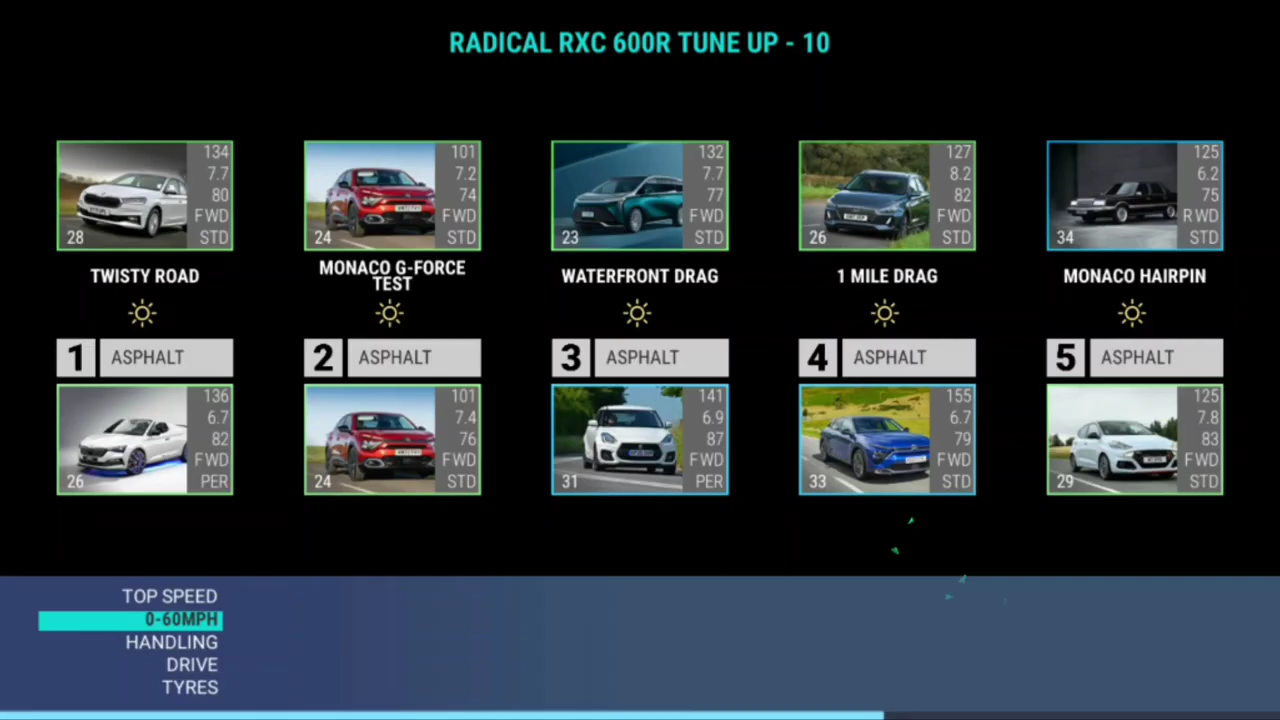 RADICAL RXC 600R TUNE UP - 10
134
7.7
80
FWD
28 STD
101
7.2
74
FWD
24 STD
132
7.7
77
FWD
23 STD
127
8.2
82
FWD
26 STD
125
6.2
75
RWD
34 STD
TWISTY ROAD
MONACO G-FORCE
TEST
WATERFRONT DRAG
1 MILE DRAG
MONACO HAIRPIN
1 ASPHALT
2 ASPHALT
3 ASPHALT
4 ASPHALT
5 ASPHALT
136
6.7
82
FWD
26 PER
101
7.4
76
FWD
24 STD
141
6.9
87
FWD
31 PER
155
6.7
79
FWD
33 STD
125
7.8
83
FWD
29 STD
TOP SPEED
0-60MPH
HANDLING
DRIVE
TYRES